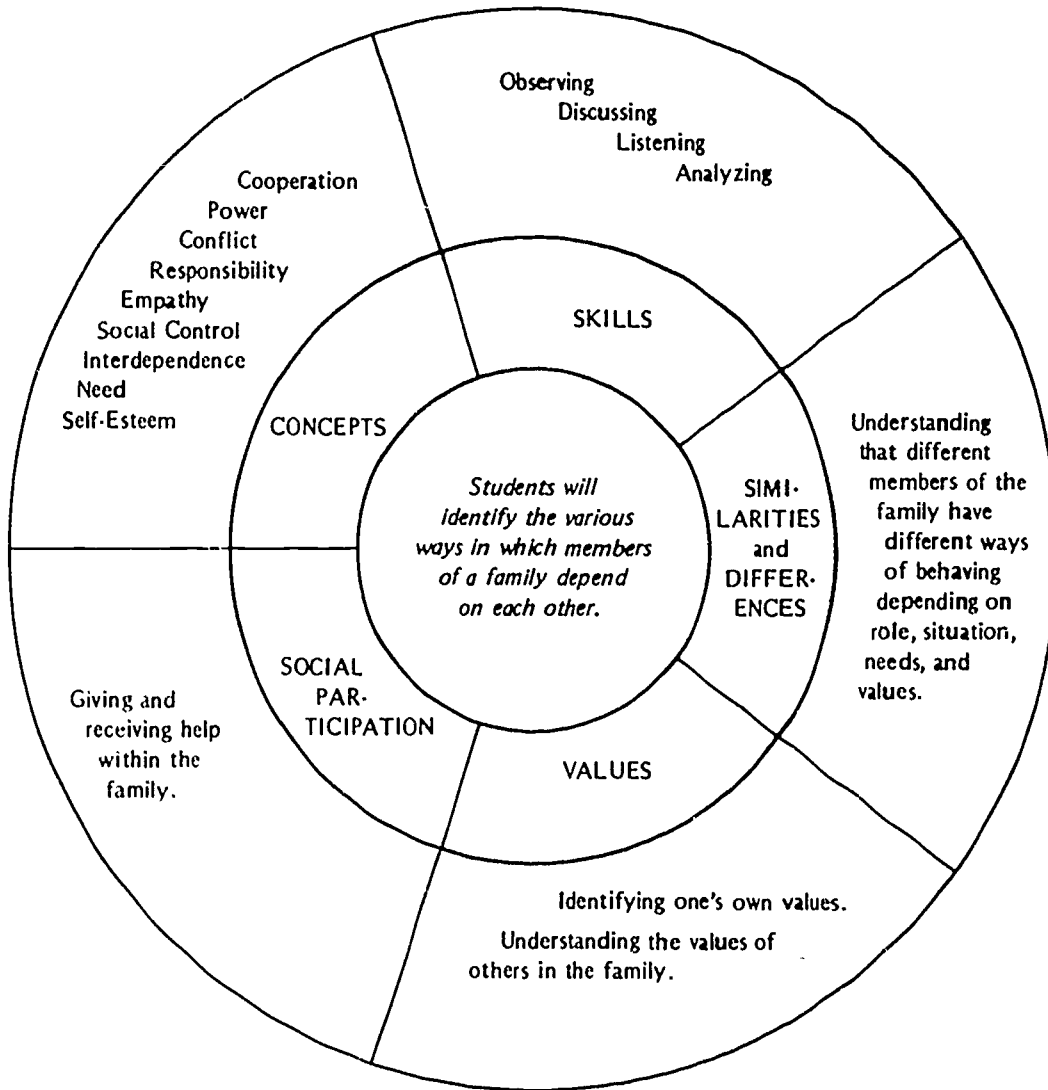 Observing
Discussing
Listening
Analyzing
Cooperation
Power
Conflict
Responsibility
Empathy
Social Control
Interdependence
Need
Self-Esteem
SKILLS
CONCEPTS
Students will
identify the various
ways in which members
of a family depend
on each other.
SIMI-
LARITIES
and
DIFFER-
ENCES
Understanding
that different
members of the
family have
different ways
of behaving
depending on
role, situation,
needs, and
values.
SOCIAL
PAR-
TICIPATION
Giving and
receiving help
within the
family.
VALUES
Identifying one's own values.
Understanding the values of
others in the family.